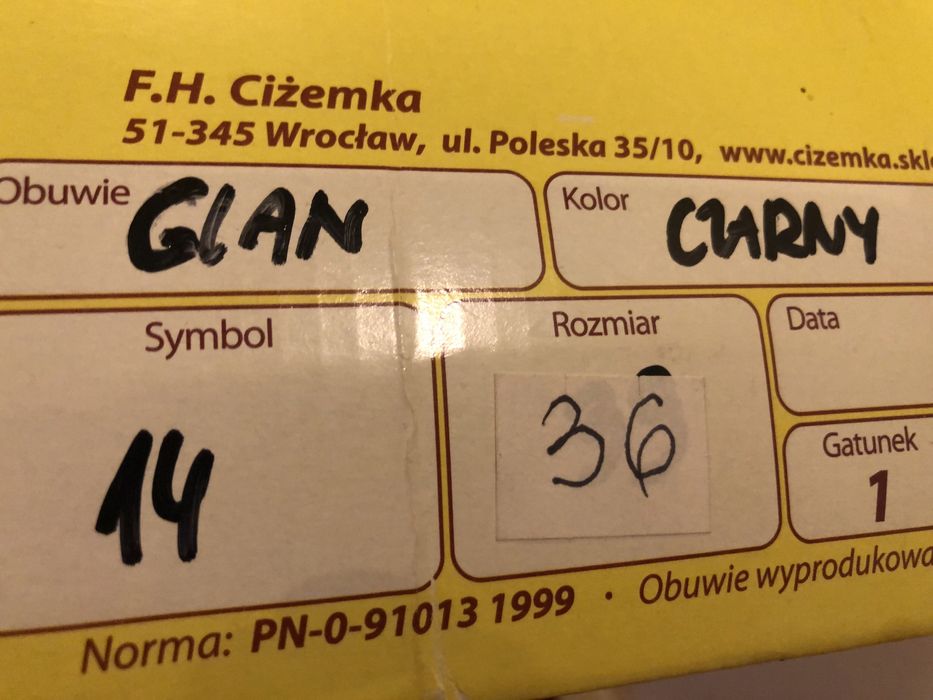 F.H. Ciżemka
51-345 Wrocław, ul. Poleska 35/10, www.cizemka.skl
Obuwie GLAN
Kolor CZARNY
Symbol
14
Rozmiar
36
Data
Gatunek
1
Norma: PN-0-91013 1999 • Obuwie wyprodukowa